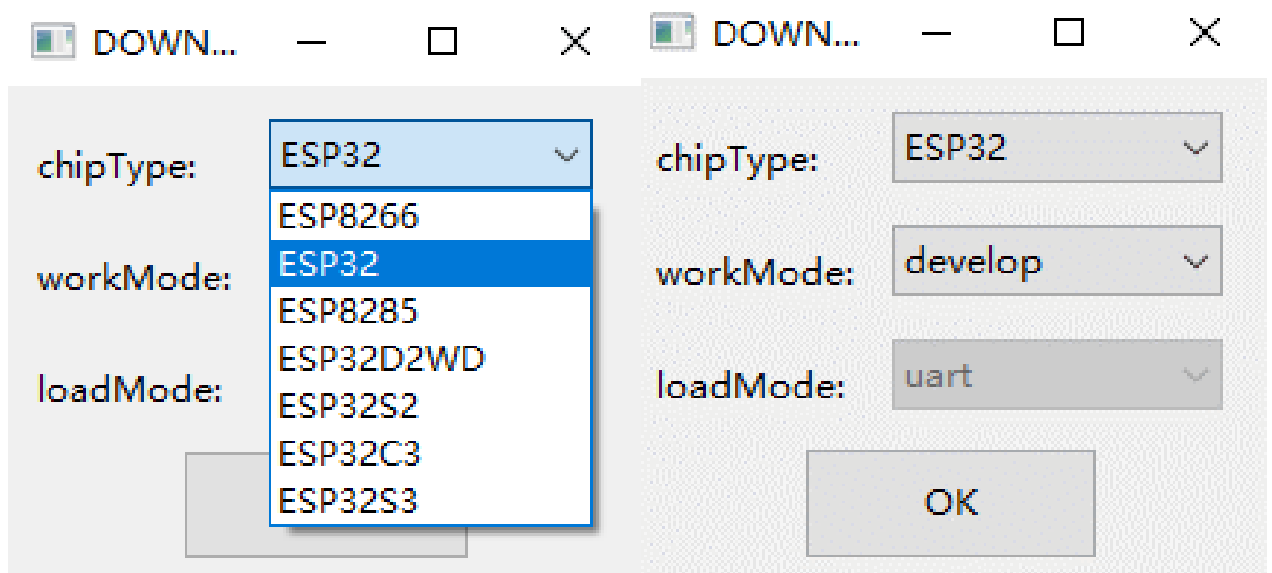 DOWN...
chipType:
ESP32
ESP8266
ESP32
ESP8285
ESP32D2WD
ESP32S2
ESP32C3
ESP32S3
workMode:
loadMode:
DOWN...
chipType:
ESP32
workMode:
develop
loadMode:
uart
OK